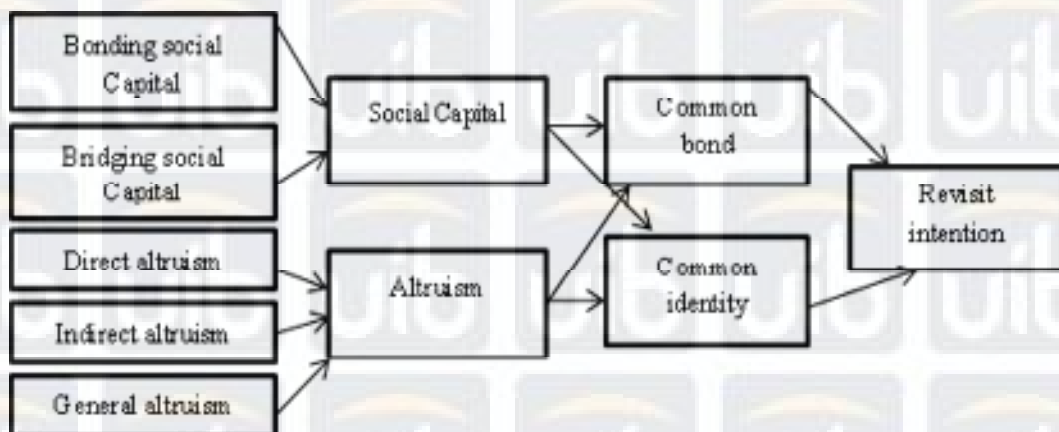 Bonding social
Capital
Bridging social
Capital
Direct altruism
Indirect altruism
General altruism
Social Capital
Altruism
Common
bond
Common
identity
Revisit
intention
uib